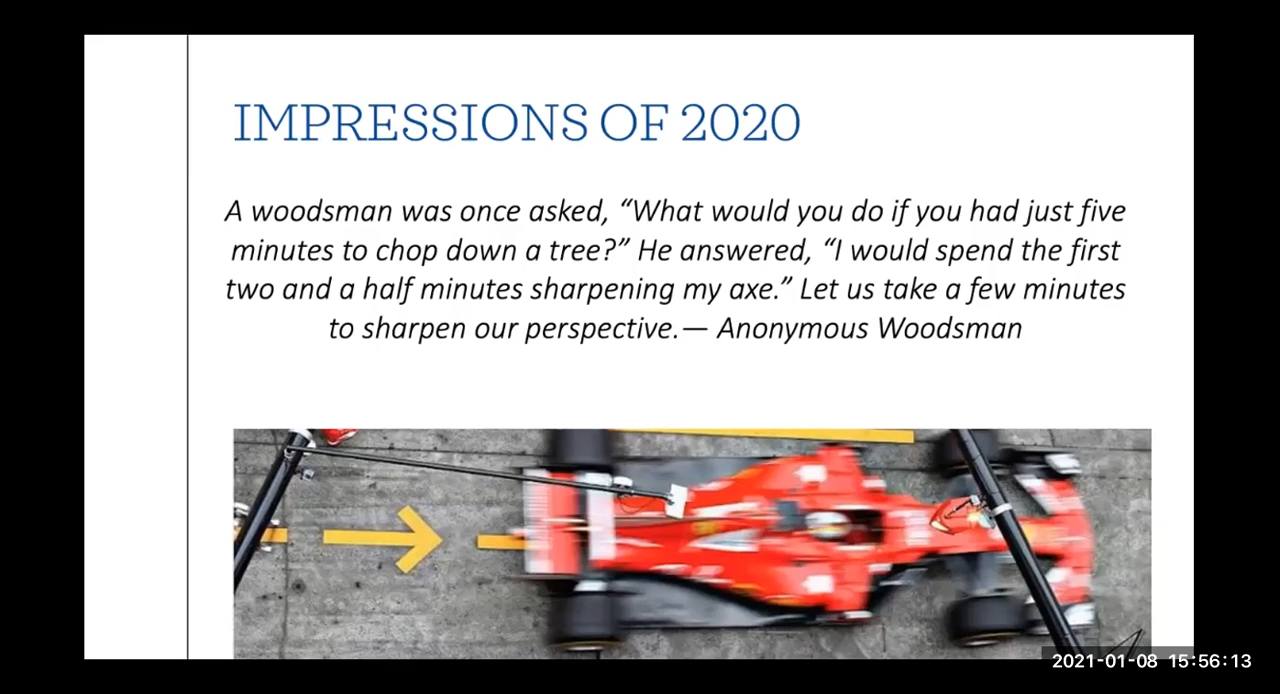 IMPRESSIONS OF 2020
A woodsman was once asked, “What would you do if you had just five
minutes to chop down a tree?” He answered, “I would spend the first
two and a half minutes sharpening my axe.” Let us take a few minutes
to sharpen our perspective.— Anonymous Woodsman
2021-01-08 15:56:13